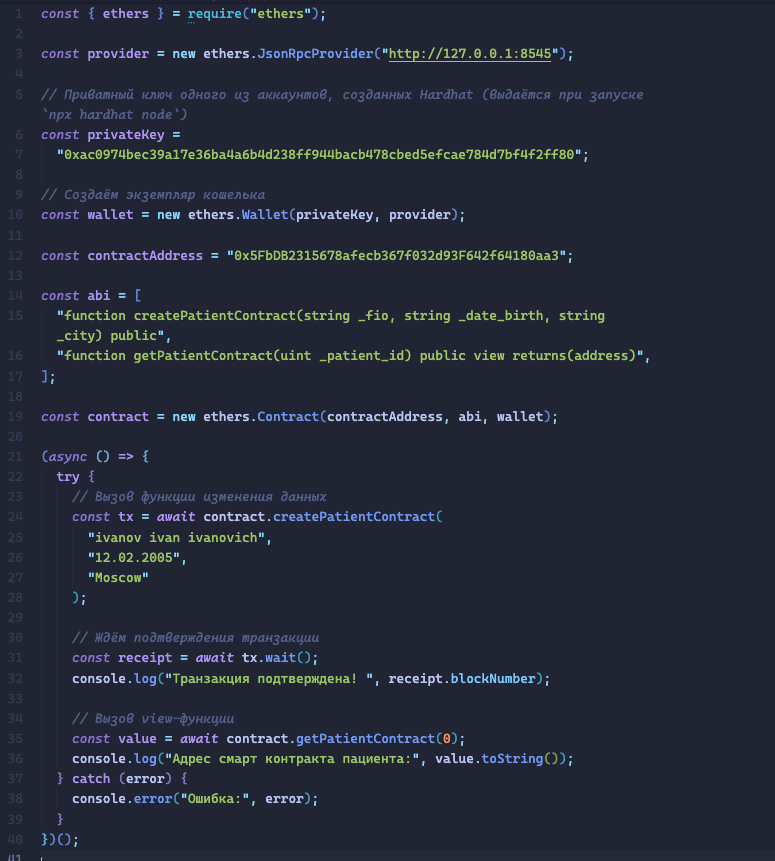 1 const { ethers } = require("ethers");
2
3 const provider = new ethers.JsonRpcProvider("http://127.0.0.1:8545");
4
5 // Приватный ключ одного из аккаунтов, созданных Hardhat (выдаётся при запуске
`npx hardhat node`)
6 const privateKey =
7 "0xac0974bec39a17e36ba4a6b4d238ff944bacb478cbed5efcae784d7bf4f2ff80";
8
9 // Создаём экземпляр кошелька
10 const wallet = new ethers.Wallet(privateKey, provider);
11
12 const contractAddress = "0x5FbDB2315678afecb367f032d93F642f64180aa3";
13
14 const abi = [
15 "function createPatientContract(string _fio, string _date_birth, string
_city) public",
16 "function getPatientContract(uint _patient_id) public view returns(address)",
17 ];
18
19 const contract = new ethers.Contract(contractAddress, abi, wallet);
20
21 (async () => {
22 try {
23 // Вызов функции изменения данных
24 const tx = await contract.createPatientContract(
25 "ivanov ivan ivanovich",
26 "12.02.2005",
27 "Moscow"
28 );
29
30 // Ждём подтверждения транзакции
31 const receipt = await tx.wait();
32 console.log("Транзакция подтверждена! ", receipt.blockNumber);
33
34 // Вызов view-функции
35 const value = await contract.getPatientContract(0);
36 console.log("Адрес смарт контракта пациента:", value.toString());
37 } catch (error) {
38 console.error("Ошибка:", error);
39 }
40 })();
41